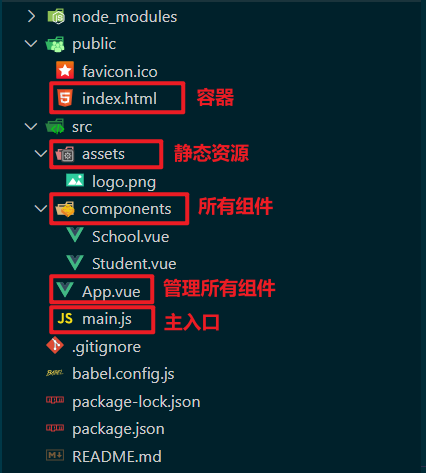 node_modules
public
favicon.ico
index.html 容器
src
assets 静态资源
logo.png
components 所有组件
School.vue
Student.vue
App.vue 管理所有组件
JS main.js 主入口
.gitignore
BABEL babel.config.js
package-lock.json
package.json
README.md